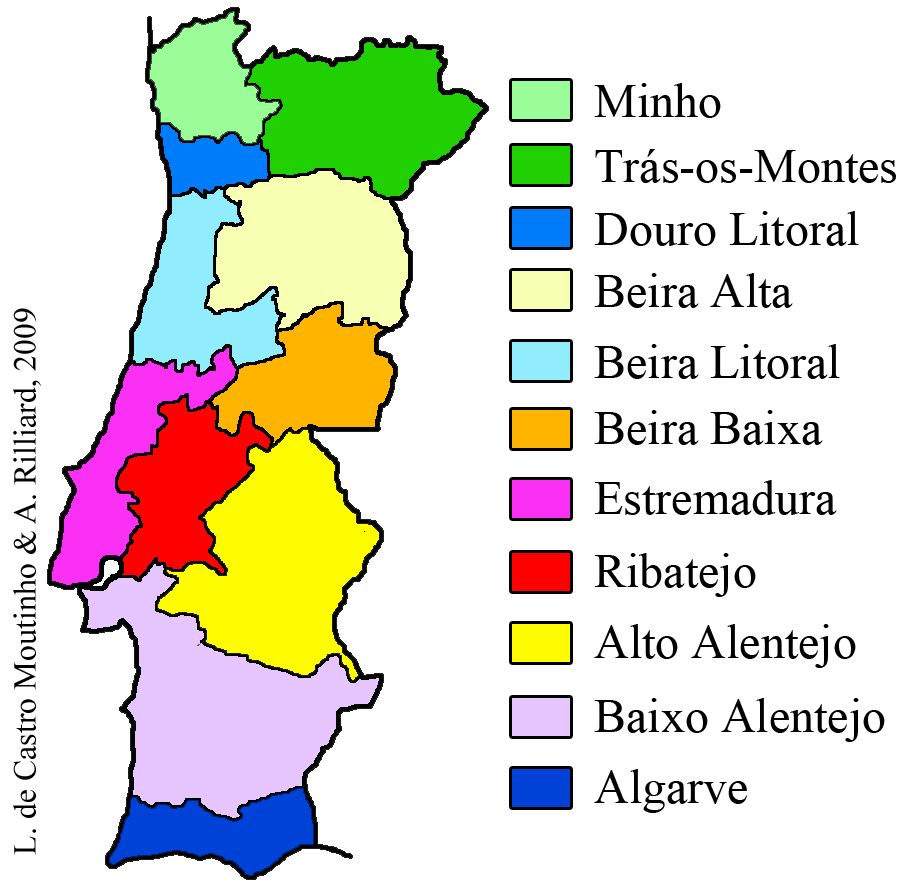 Minho
Trás-os-Montes
Douro Litoral
Beira Alta
Beira Litoral
Beira Baixa
Estremadura
Ribatejo
Alto Alentejo
Baixo Alentejo
Algarve
L. de Castro Moutinho & A. Rilliard, 2009